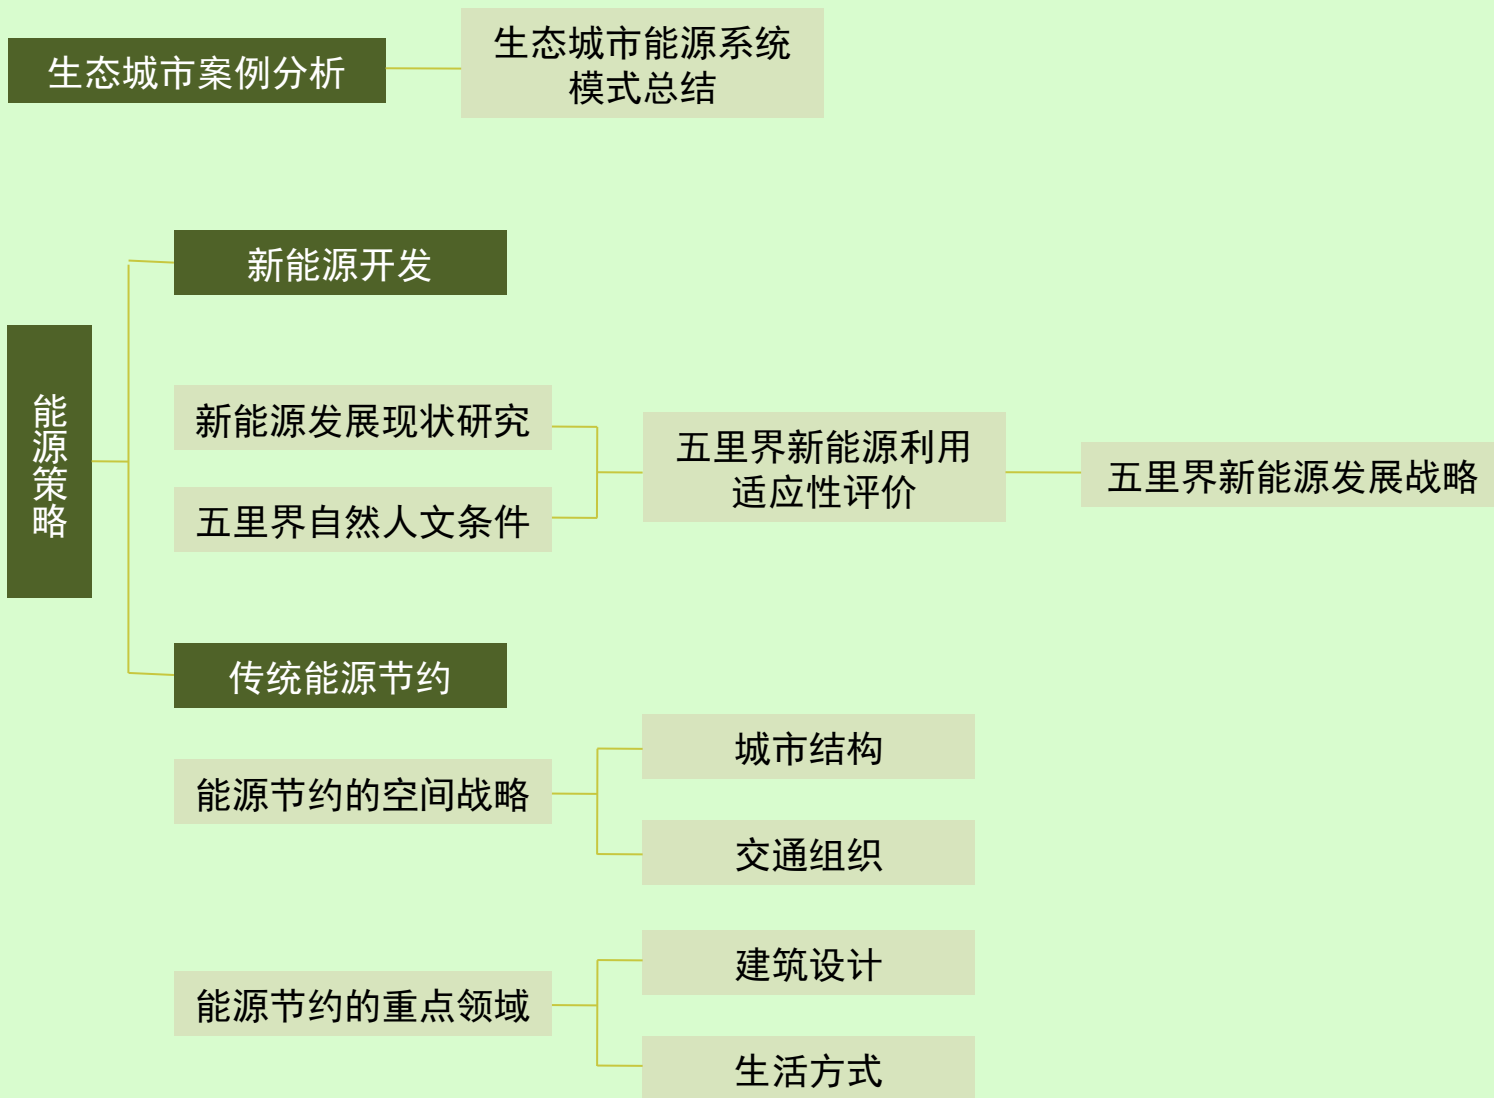 生态城市案例分析
生态城市能源系统
模式总结
新能源开发
能源策略
新能源发展现状研究
五里界自然人文条件
五里界新能源利用
适应性评价
五里界新能源发展战略
传统能源节约
能源节约的空间战略
城市结构
交通组织
能源节约的重点领域
建筑设计
生活方式